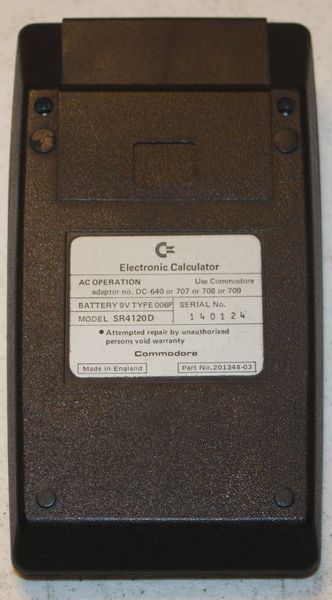 Electronic Calculator
AC OPERATION Use Commodore
adaptor no. DC-640 or 707 or 708 or 709
BATTERY 9V TYPE 006P SERIAL No.
MODEL SR4120D 140124
● Attempted repair by unauthorized
persons void warranty
Commodore
Made in England Part No. 201348-03